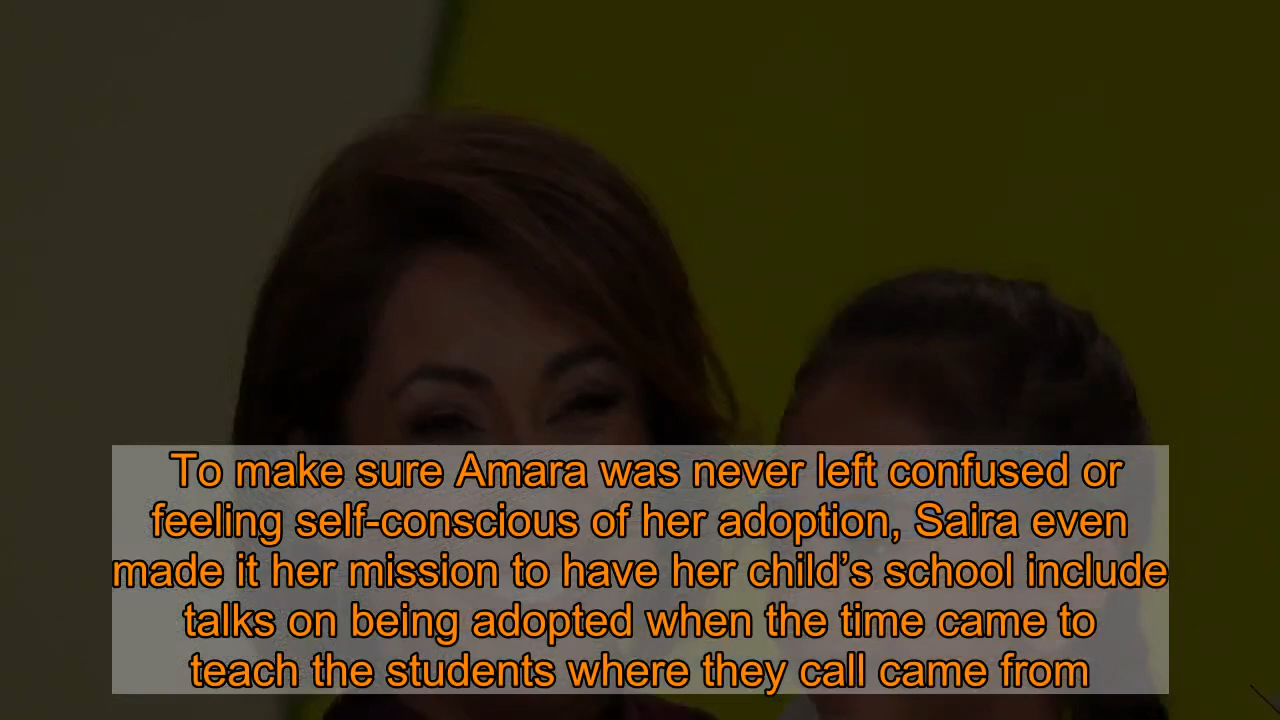 To make sure Amara was never left confused or
feeling self-conscious of her adoption, Saira even
made it her mission to have her child’s school include
talks on being adopted when the time came to
teach the students where they call came from